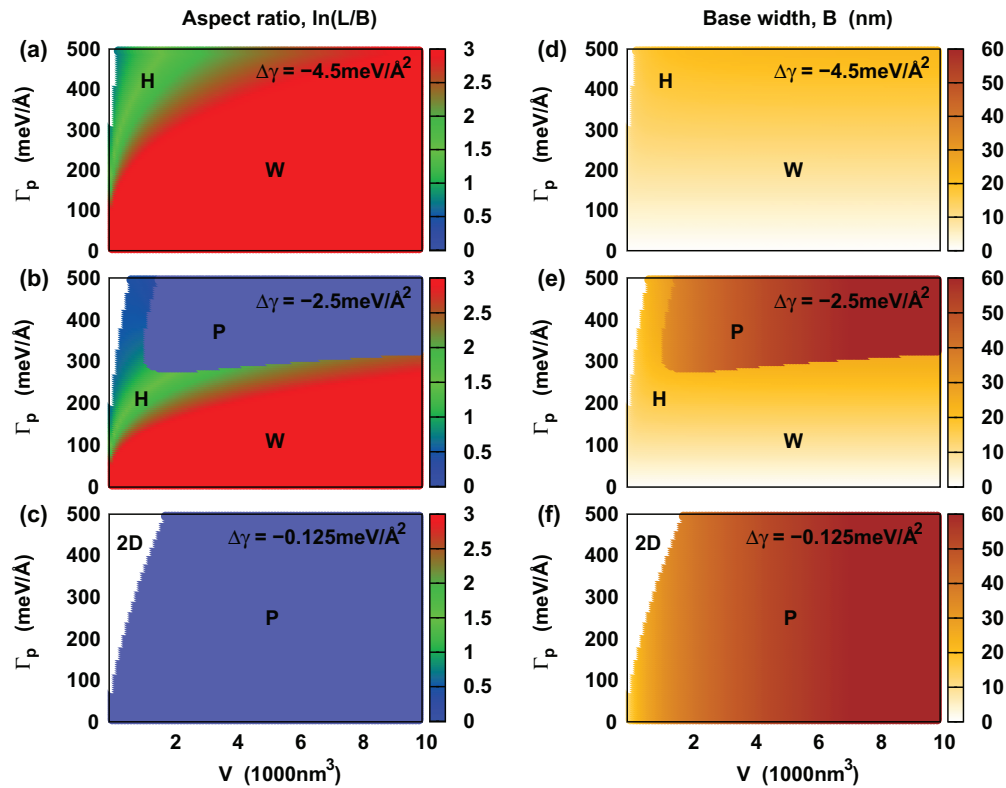 Aspect ratio, ln(L/B)
Base width, B (nm)
(a)
500
400
300
200
100
0
Γp (meV/Å)
Δγ = −4.5meV/Å²
H
W
3
2.5
2
1.5
1
0.5
0
(d)
500
400
300
200
100
0
Γp (meV/Å)
Δγ = −4.5meV/Å²
H
W
60
50
40
30
20
10
0
(b)
500
400
300
200
100
0
Γp (meV/Å)
Δγ = −2.5meV/Å²
P
H
W
3
2.5
2
1.5
1
0.5
0
(e)
500
400
300
200
100
0
Γp (meV/Å)
Δγ = −2.5meV/Å²
P
H
W
60
50
40
30
20
10
0
(c)
500
400
300
200
100
0
Γp (meV/Å)
2D
Δγ = −0.125meV/Å²
P
3
2.5
2
1.5
1
0.5
0
2 4 6 8 10
V (1000nm³)
(f)
500
400
300
200
100
0
Γp (meV/Å)
2D
Δγ = −0.125meV/Å²
P
60
50
40
30
20
10
0
2 4 6 8 10
V (1000nm³)